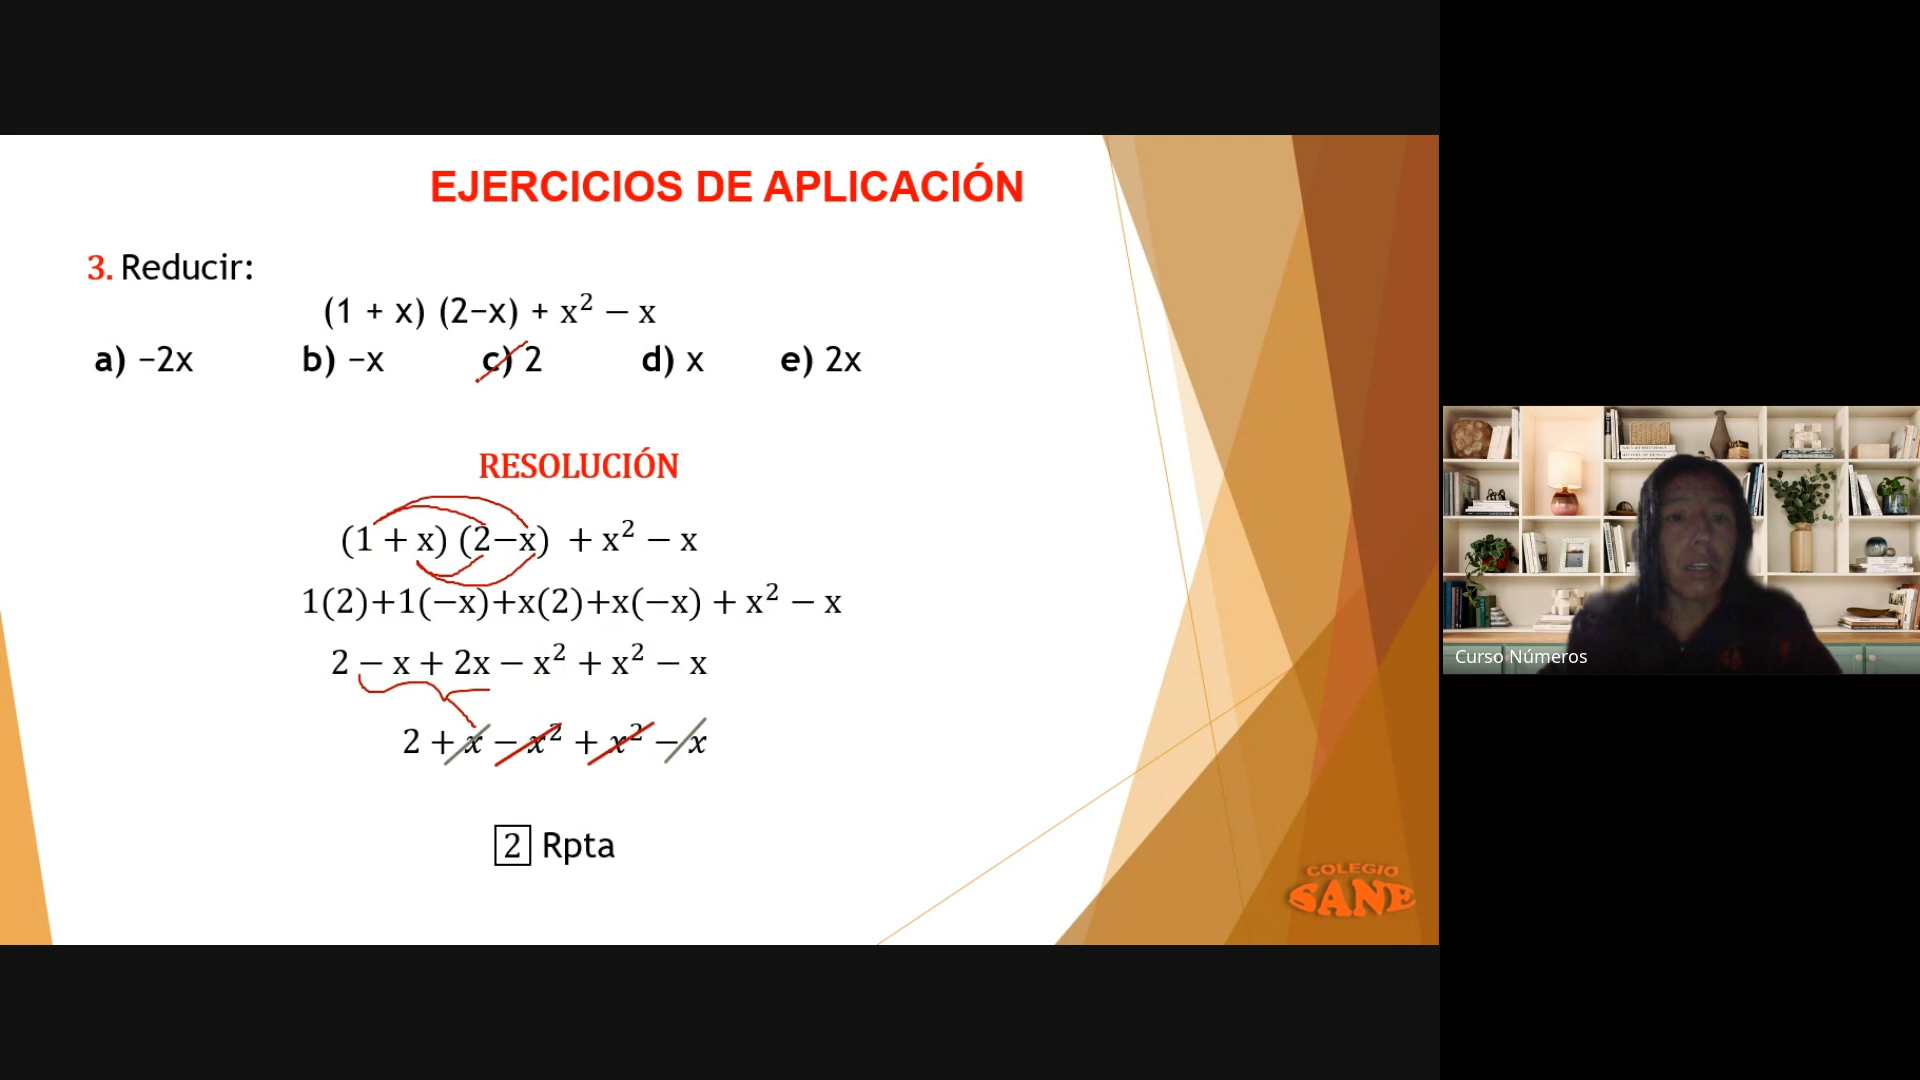 EJERCICIOS DE APLICACIÓN
3. Reducir:
(1 + x) (2−x) + x² − x
a) −2x b) −x c) 2 d) x e) 2x
RESOLUCIÓN
(1 + x) (2−x) + x² − x
1(2)+1(−x)+x(2)+x(−x) + x² − x
2 − x + 2x − x² + x² − x
2 + x − x² + x² − x
2 Rpta
COLEGIO
SANE
Curso Números